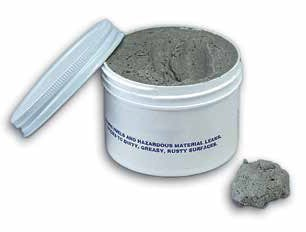 AND HAZARDOUS MATERIAL LEAKS.
TO DIRTY, GREASY, RUSTY SURFACES.